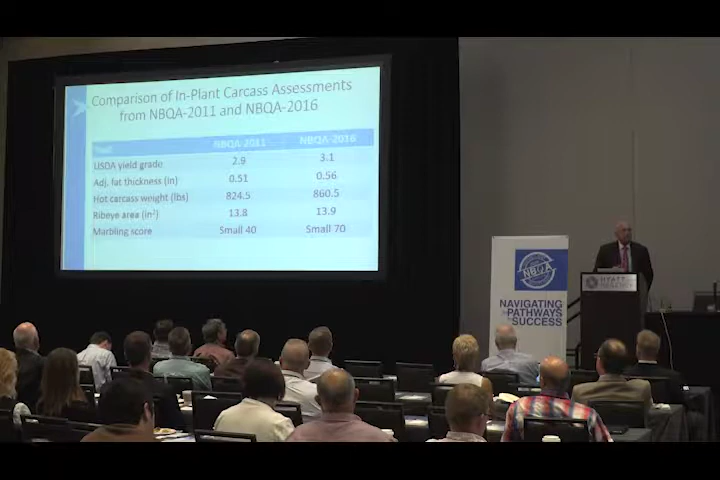 Comparison of In-Plant Carcass Assessments
from NBQA-2011 and NBQA-2016
NBQA-2011 NBQA-2016
USDA yield grade 2.9 3.1
Adj. fat thickness (in) 0.51 0.56
Hot carcass weight (lbs) 824.5 860.5
Ribeye area (in²) 13.8 13.9
Marbling score Small 40 Small 70
NBQA
NAVIGATING
PATHWAYS
SUCCESS
HYATT